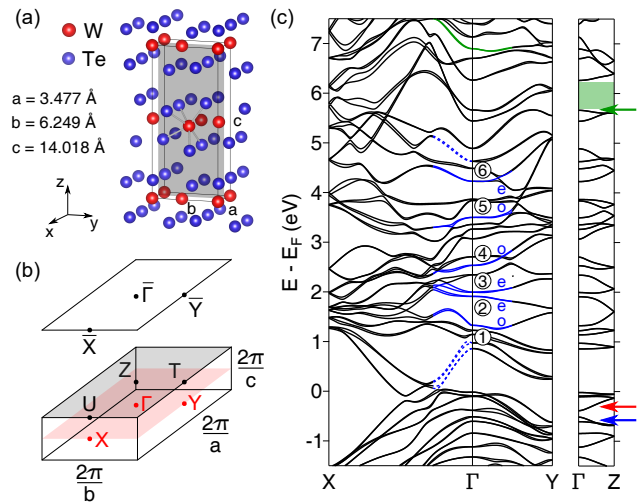 (a)
W
Te
a = 3.477 Å
b = 6.249 Å
c = 14.018 Å
c
b
a
z
x
y
(b)
Γ̅
Y̅
X̅
Z
T
2π/c
U
Γ
Y
X
2π/a
2π/b
(c)
E - E_F (eV)
7
6
5
4
3
2
1
0
-1
⑥
e
⑤
o
④
o
③
e
②
e
o
①
X
Γ
Y
Γ
Z